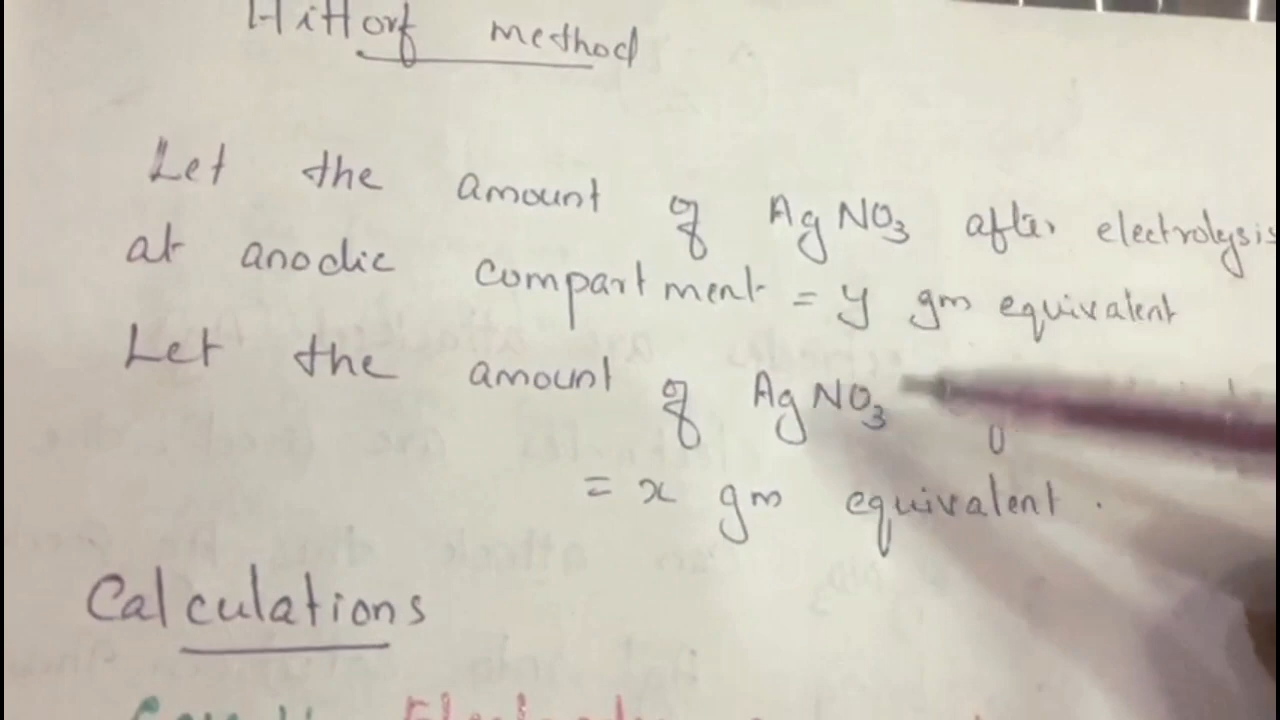 Hittorf method
Let the amount of AgNO3 after electrolysis
at anodic compartment = y gm equivalent
Let the amount of AgNO3
= x gm equivalent.
Calculations